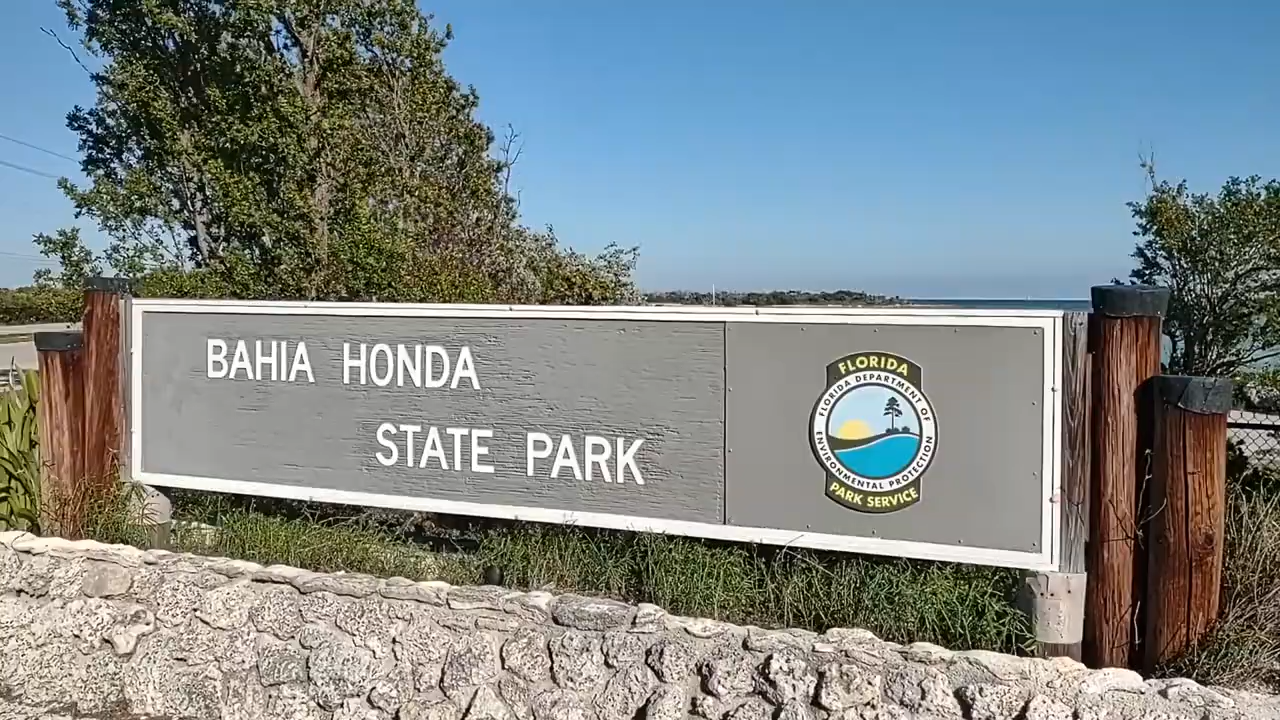 BAHIA HONDA
STATE PARK
FLORIDA
FLORIDA DEPARTMENT OF
ENVIRONMENTAL PROTECTION
PARK SERVICE